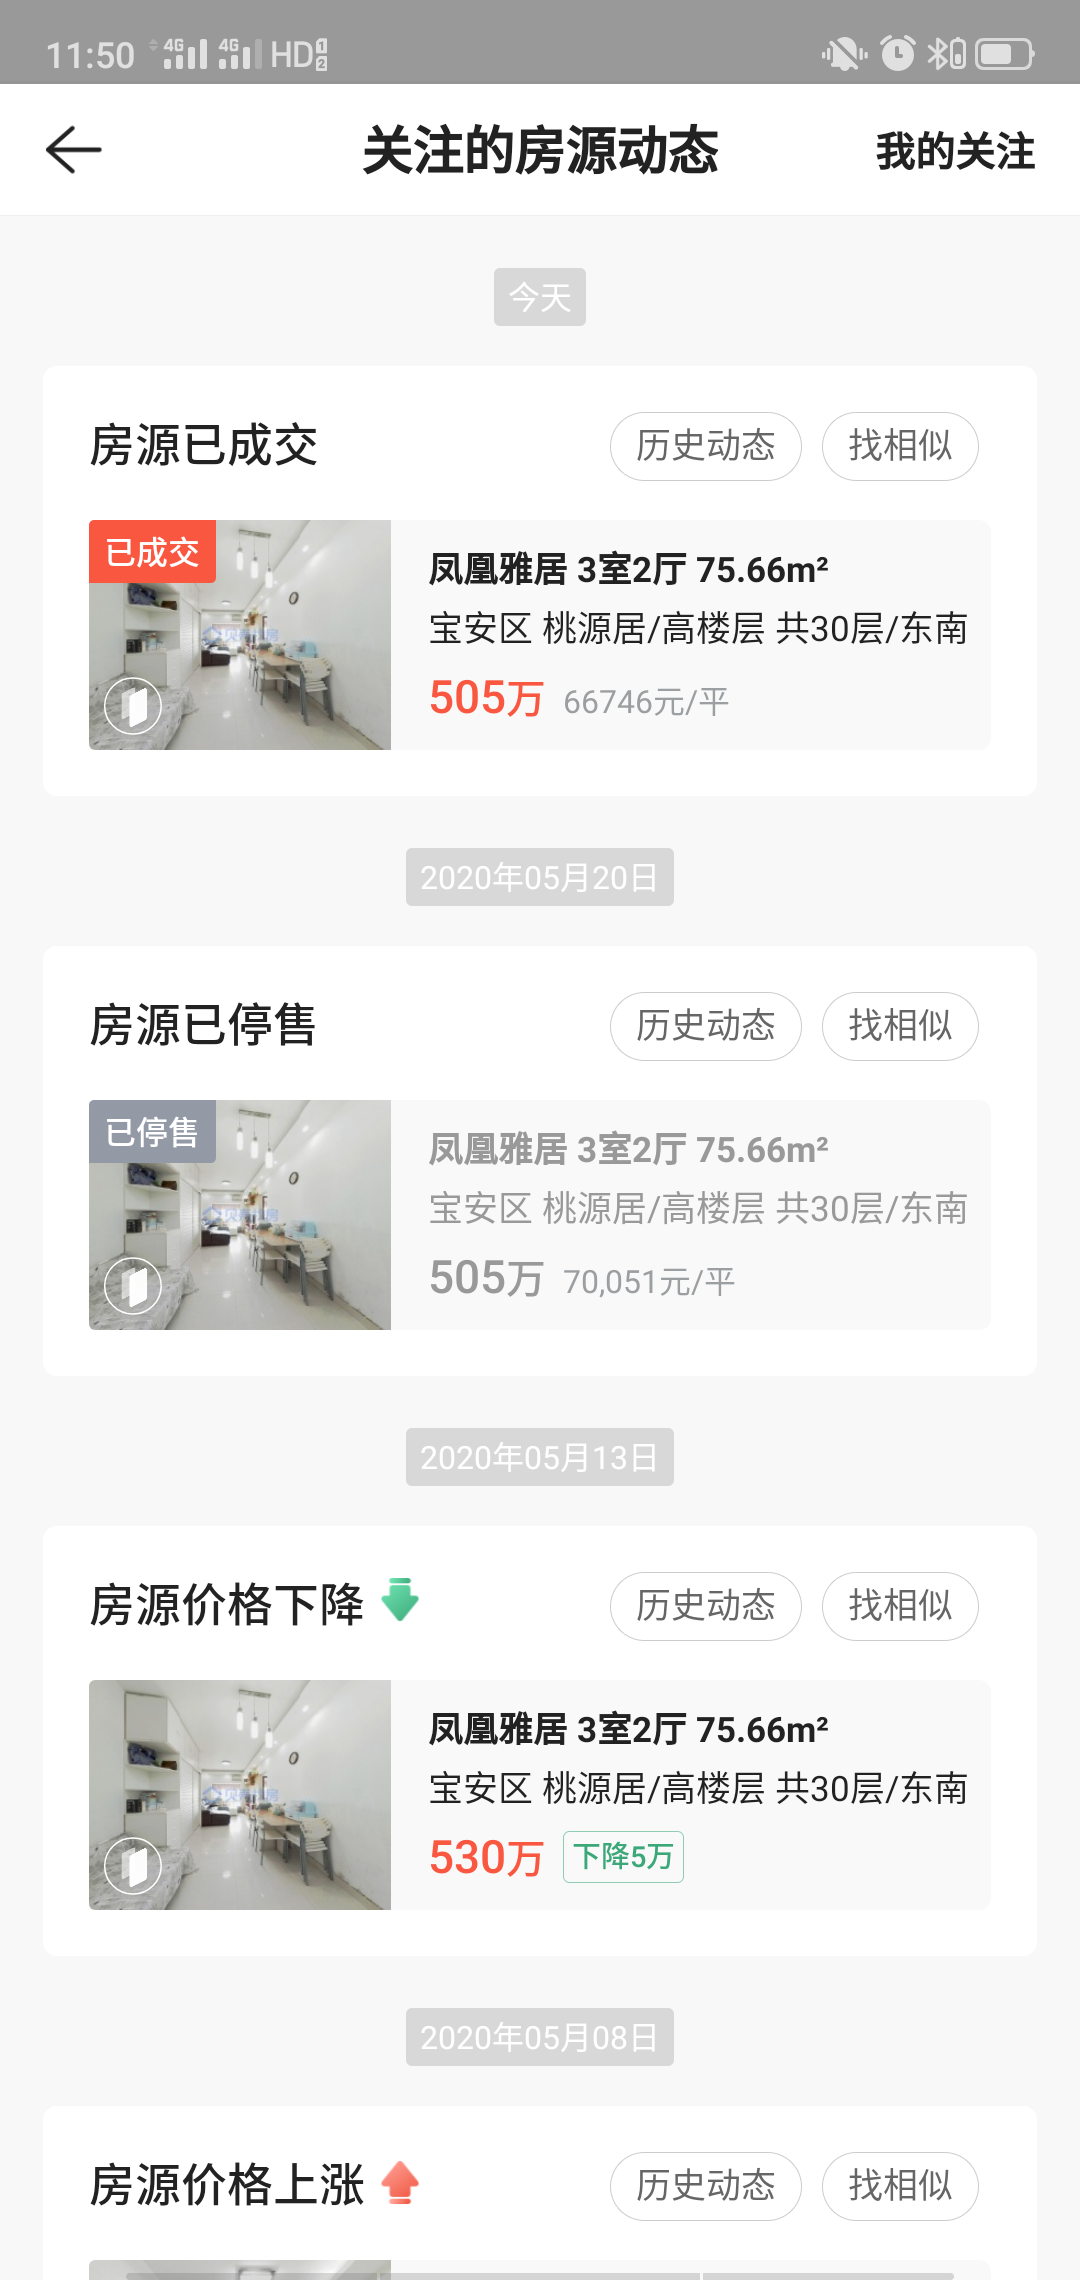 11:50 4G 4G HD 1 2
关注的房源动态 我的关注
今天
房源已成交 历史动态 找相似
已成交
凤凰雅居 3室2厅 75.66m²
宝安区 桃源居/高楼层 共30层/东南
505万 66746元/平
2020年05月20日
房源已停售 历史动态 找相似
已停售
凤凰雅居 3室2厅 75.66m²
宝安区 桃源居/高楼层 共30层/东南
505万 70,051元/平
2020年05月13日
房源价格下降 历史动态 找相似
凤凰雅居 3室2厅 75.66m²
宝安区 桃源居/高楼层 共30层/东南
530万 下降5万
2020年05月08日
房源价格上涨 历史动态 找相似